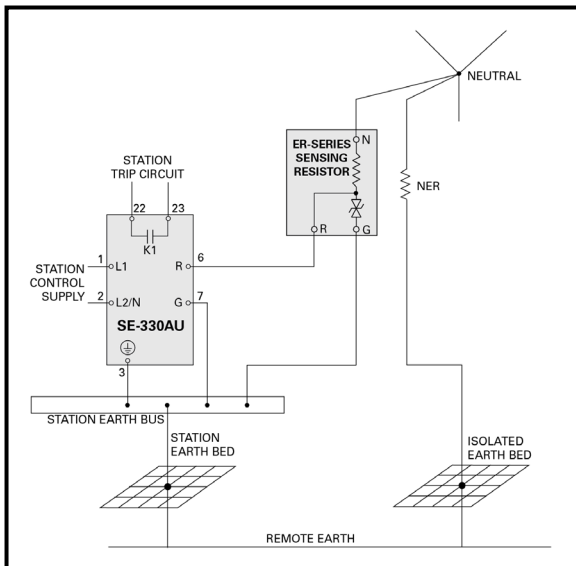 NEUTRAL
N
ER-SERIES
SENSING
RESISTOR
R
G
NER
STATION
TRIP CIRCUIT
22
23
K1
1
L1
R
6
STATION
CONTROL
SUPPLY
2
L2/N
G
7
SE-330AU
3
STATION EARTH BUS
STATION
EARTH BED
ISOLATED
EARTH BED
REMOTE EARTH